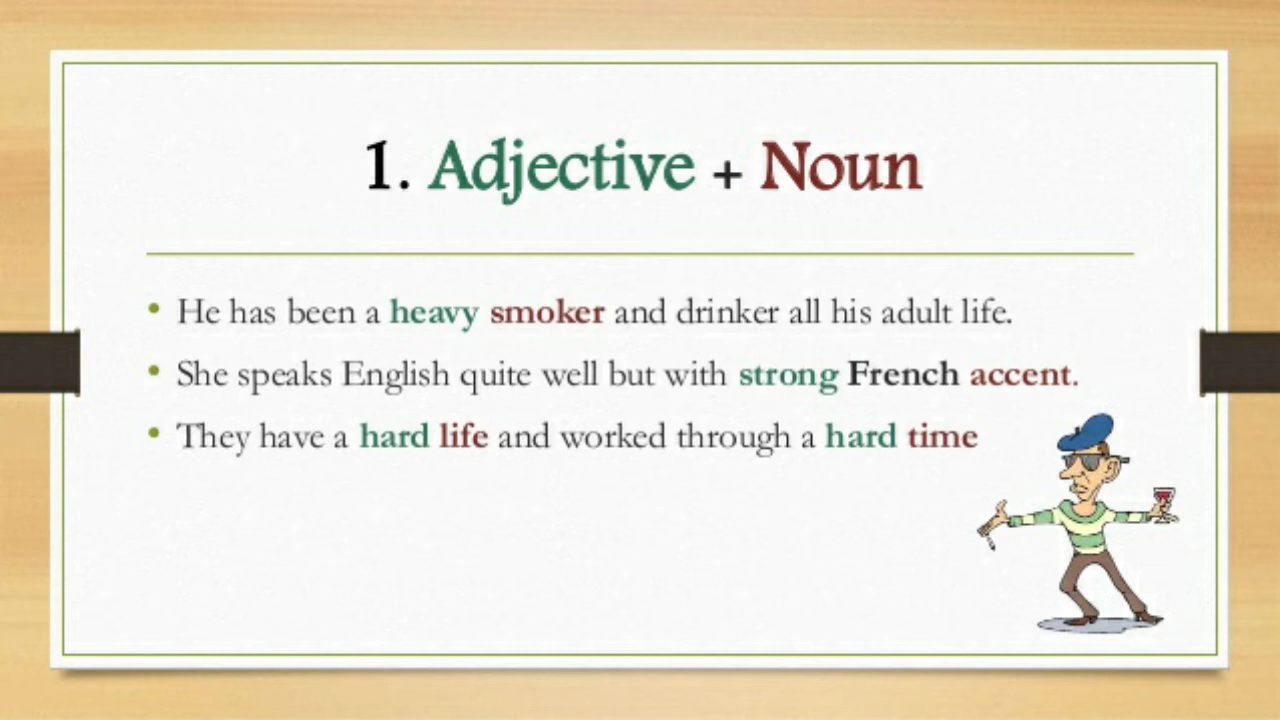 1. Adjective + Noun
• He has been a heavy smoker and drinker all his adult life.
• She speaks English quite well but with strong French accent.
• They have a hard life and worked through a hard time